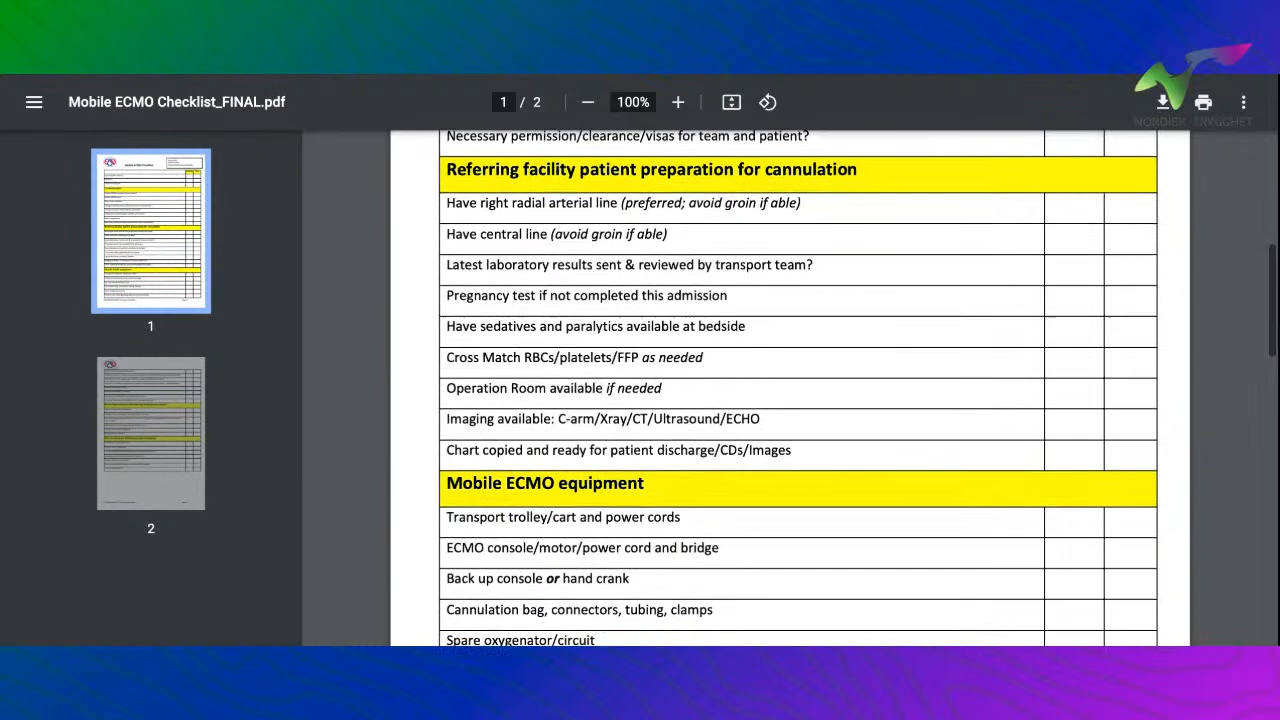 Mobile ECMO Checklist_FINAL.pdf
1 / 2
100%
NORDISK TRYGGHET
Necessary permission/clearance/visas for team and patient?
Referring facility patient preparation for cannulation
Have right radial arterial line (preferred; avoid groin if able)
Have central line (avoid groin if able)
Latest laboratory results sent & reviewed by transport team?
Pregnancy test if not completed this admission
Have sedatives and paralytics available at bedside
Cross Match RBCs/platelets/FFP as needed
Operation Room available if needed
Imaging available: C-arm/Xray/CT/Ultrasound/ECHO
Chart copied and ready for patient discharge/CDs/Images
Mobile ECMO equipment
Transport trolley/cart and power cords
ECMO console/motor/power cord and bridge
Back up console or hand crank
Cannulation bag, connectors, tubing, clamps
Spare oxygenator/circuit
1
2